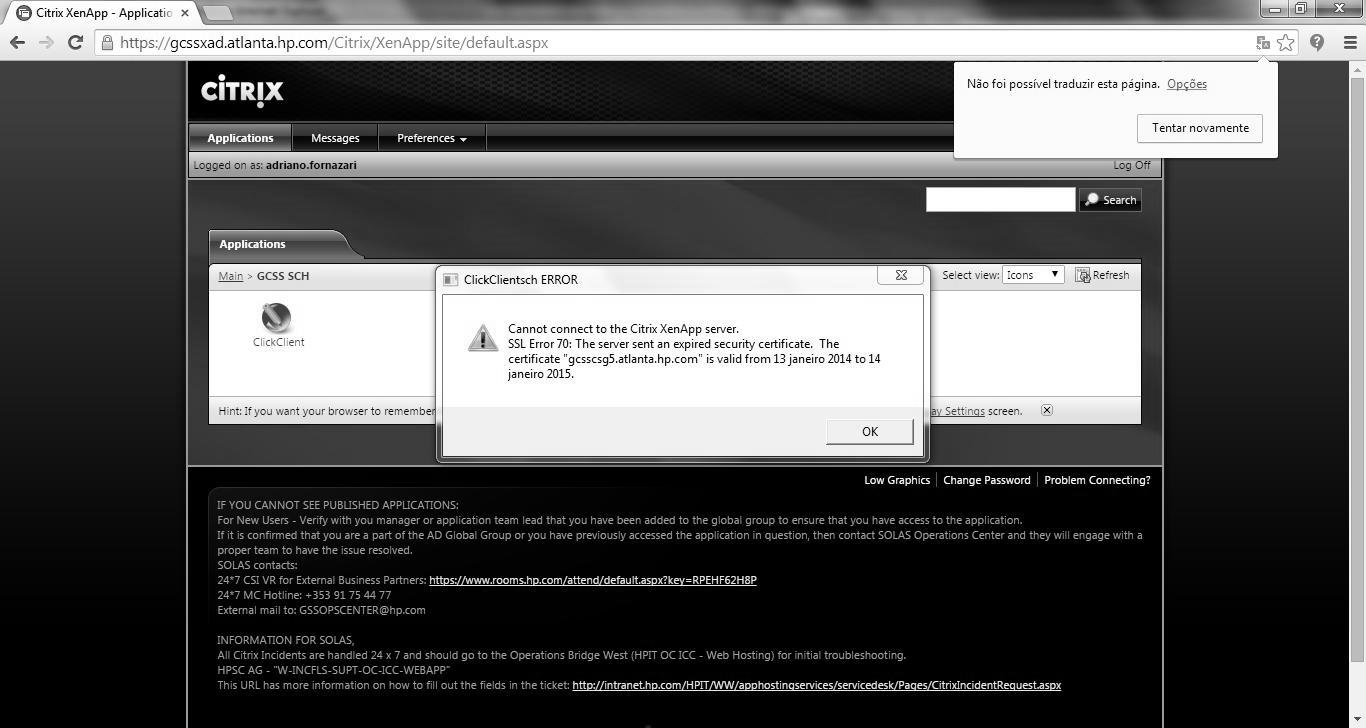 Citrix XenApp - Applicatio
https://gcssxad.atlanta.hp.com/Citrix/XenApp/site/default.aspx
Não foi possível traduzir esta página. Opções
Tentar novamente
CITRIX
Applications Messages Preferences
Logged on as: adriano.fornazari Log Off
Search
Applications
Main > GCSS SCH Select view: Icons Refresh
ClickClient
ClickClientsch ERROR
Cannot connect to the Citrix XenApp server.
SSL Error 70: The server sent an expired security certificate. The
certificate "gcsscsg5.atlanta.hp.com" is valid from 13 janeiro 2014 to 14
janeiro 2015.
OK
Hint: If you want your browser to remember ay Settings screen.
Low Graphics Change Password Problem Connecting?
IF YOU CANNOT SEE PUBLISHED APPLICATIONS:
For New Users - Verify with you manager or application team lead that you have been added to the global group to ensure that you have access to the application.
If it is confirmed that you are a part of the AD Global Group or you have previously accessed the application in question, then contact SOLAS Operations Center and they will engage with a
proper team to have the issue resolved.
SOLAS contacts:
24*7 CSI VR for External Business Partners: https://www.rooms.hp.com/attend/default.aspx?key=RPEHF62H8P
24*7 MC Hotline: +353 91 75 44 77
External mail to: GSSOPSCENTER@hp.com
INFORMATION FOR SOLAS,
All Citrix Incidents are handled 24 x 7 and should go to the Operations Bridge West (HPIT OC ICC - Web Hosting) for initial troubleshooting.
HPSC AG - "W-INCFLS-SUPT-OC-ICC-WEBAPP"
This URL has more information on how to fill out the fields in the ticket: http://intranet.hp.com/HPIT/WW/apphostingservices/servicedesk/Pages/CitrixIncidentRequest.aspx